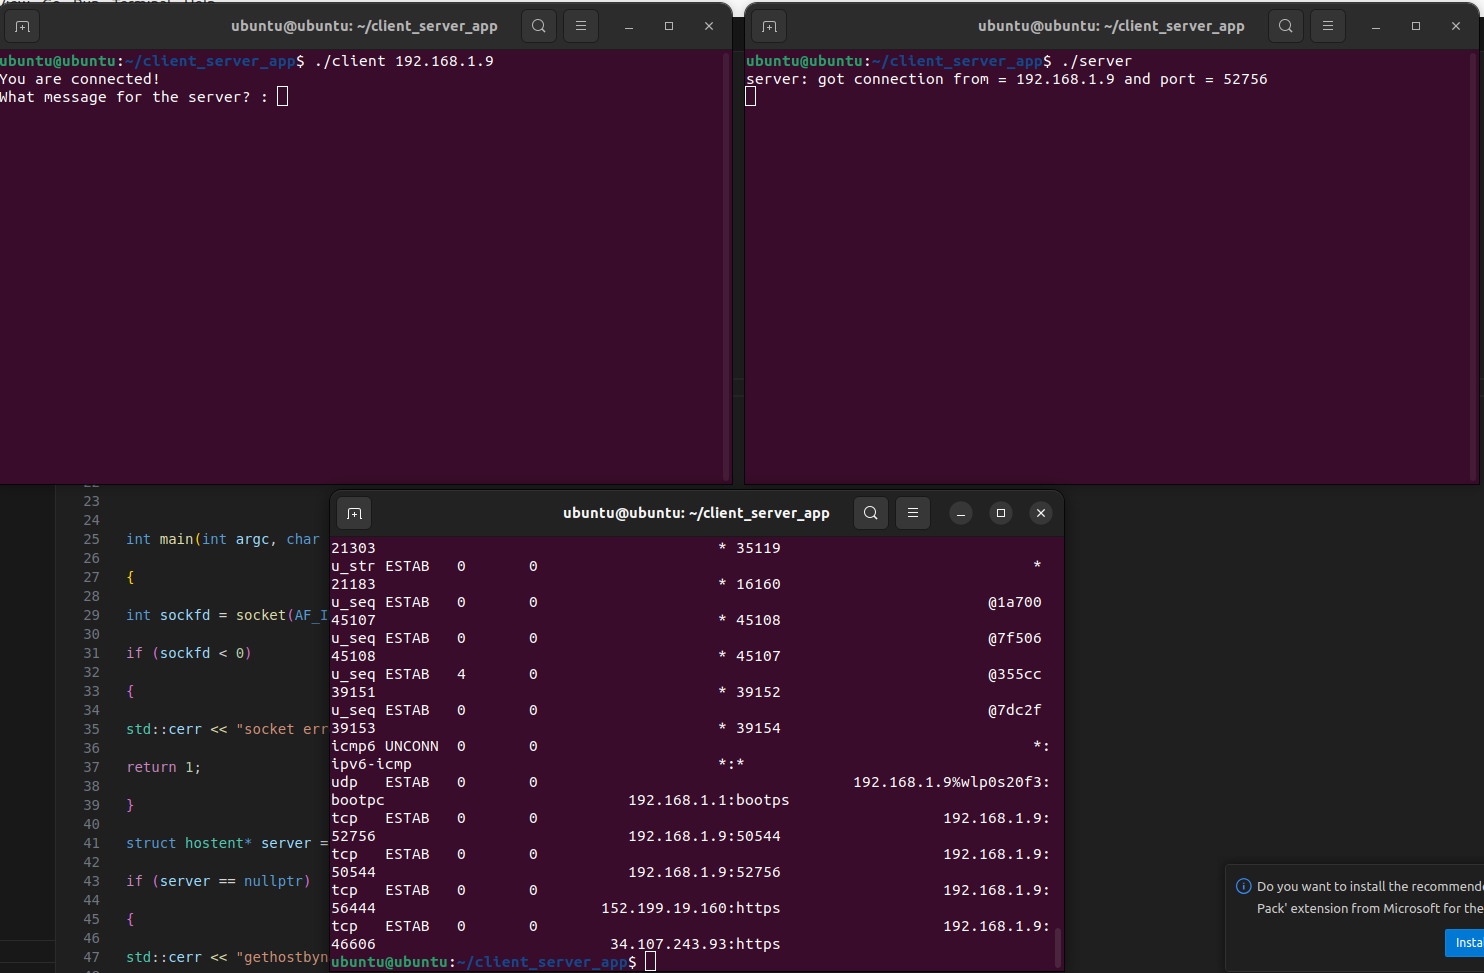 ubuntu@ubuntu: ~/client_server_app
ubuntu@ubuntu:~/client_server_app$ ./client 192.168.1.9
You are connected!
What message for the server? :
ubuntu@ubuntu: ~/client_server_app
ubuntu@ubuntu:~/client_server_app$ ./server
server: got connection from = 192.168.1.9 and port = 52756
23
24
25 int main(int argc, char
26
27 {
28
29 int sockfd = socket(AF_I
30
31 if (sockfd < 0)
32
33 {
34
35 std::cerr << "socket err
36
37 return 1;
38
39 }
40
41 struct hostent* server =
42
43 if (server == nullptr)
44
45 {
46
47 std::cerr << "gethostbyn
ubuntu@ubuntu: ~/client_server_app
21303 * 35119
u_str ESTAB 0 0 *
21183 * 16160
u_seq ESTAB 0 0 @1a700
45107 * 45108
u_seq ESTAB 0 0 @7f506
45108 * 45107
u_seq ESTAB 4 0 @355cc
39151 * 39152
u_seq ESTAB 0 0 @7dc2f
39153 * 39154
icmp6 UNCONN 0 0 *:
ipv6-icmp *:*
udp ESTAB 0 0 192.168.1.9%wlp0s20f3:
bootpc 192.168.1.1:bootps
tcp ESTAB 0 0 192.168.1.9:
52756 192.168.1.9:50544
tcp ESTAB 0 0 192.168.1.9:
50544 192.168.1.9:52756
tcp ESTAB 0 0 192.168.1.9:
56444 152.199.19.160:https
tcp ESTAB 0 0 192.168.1.9:
46606 34.107.243.93:https
ubuntu@ubuntu:~/client_server_app$
Do you want to install the recommende
Pack' extension from Microsoft for the
Insta